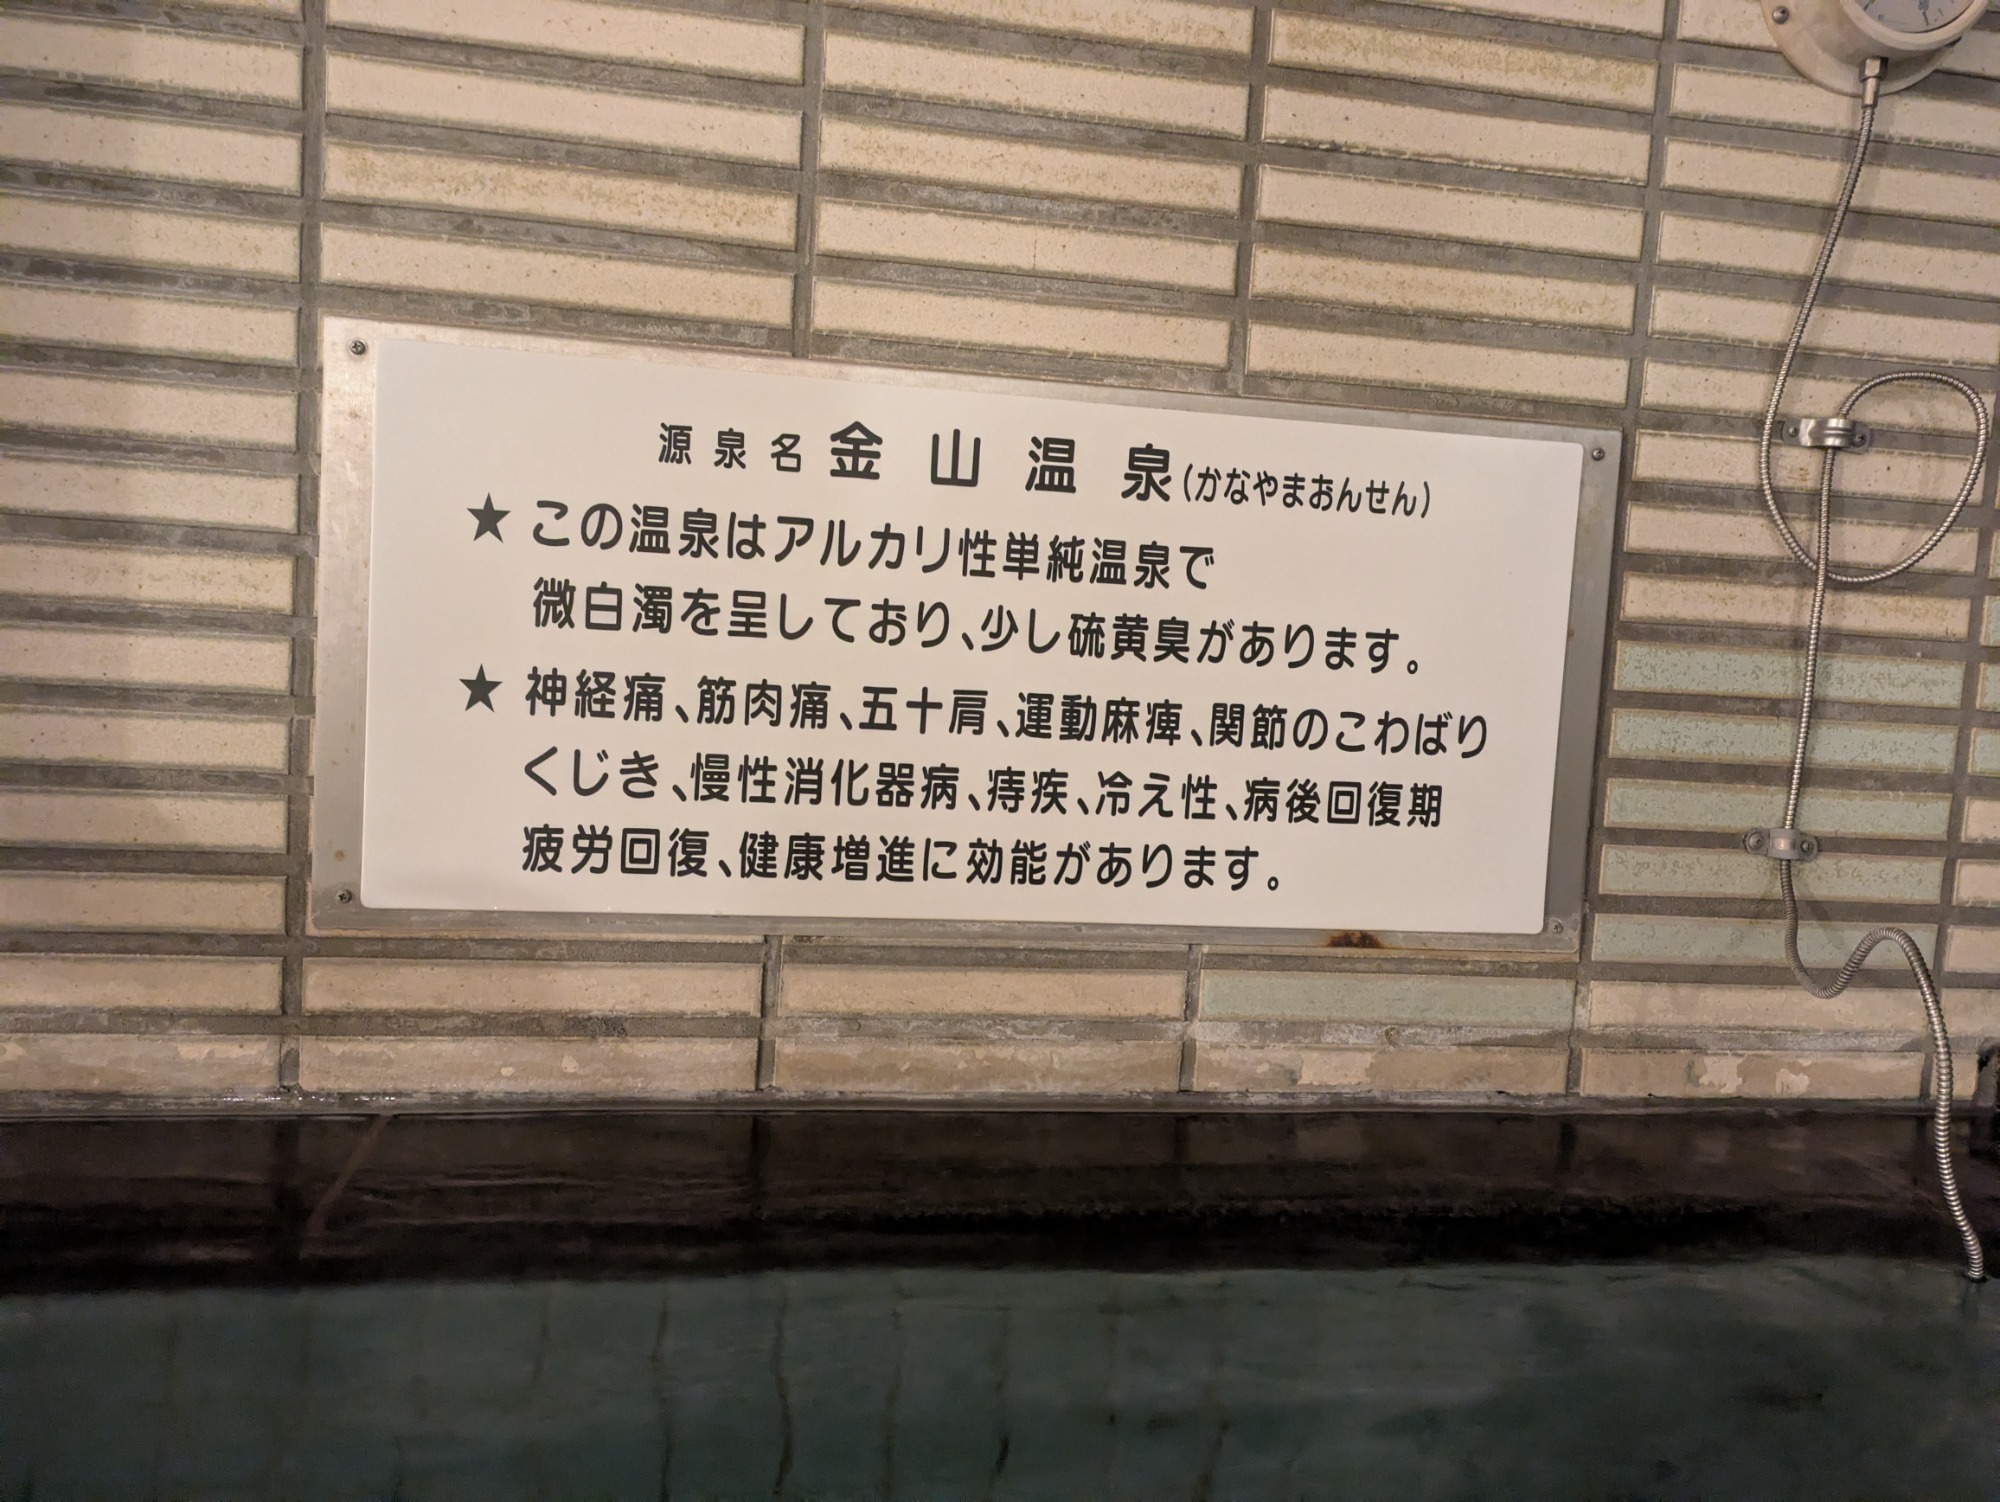 源泉名 金山温泉(かなやまおんせん)
★ この温泉はアルカリ性単純温泉で
微白濁を呈しており、少し硫黄臭があります。
★ 神経痛、筋肉痛、五十肩、運動麻痺、関節のこわばり
くじき、慢性消化器病、痔疾、冷え性、病後回復期
疲労回復、健康増進に効能があります。